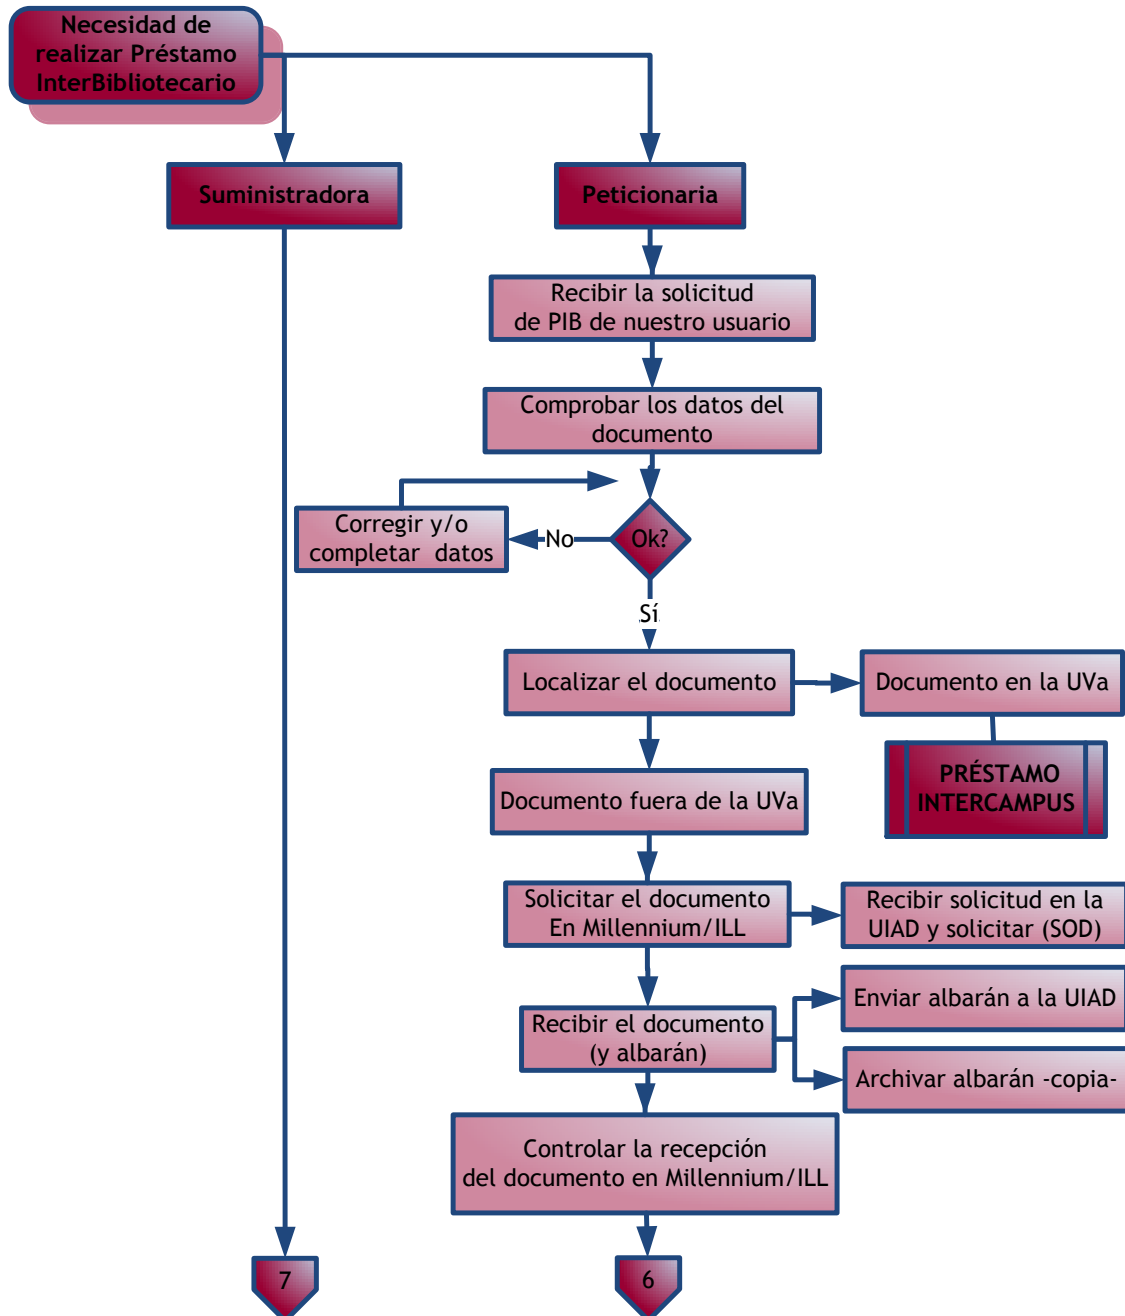 Necesidad de
realizar Préstamo
InterBibliotecario
Suministradora
Peticionaria
Recibir la solicitud
de PIB de nuestro usuario
Comprobar los datos del
documento
Corregir y/o
completar datos
No
Ok?
Sí
Localizar el documento
Documento en la UVa
PRÉSTAMO
INTERCAMPUS
Documento fuera de la UVa
Solicitar el documento
En Millennium/ILL
Recibir solicitud en la
UIAD y solicitar (SOD)
Enviar albarán a la UIAD
Recibir el documento
(y albarán)
Archivar albarán -copia-
Controlar la recepción
del documento en Millennium/ILL
7
6